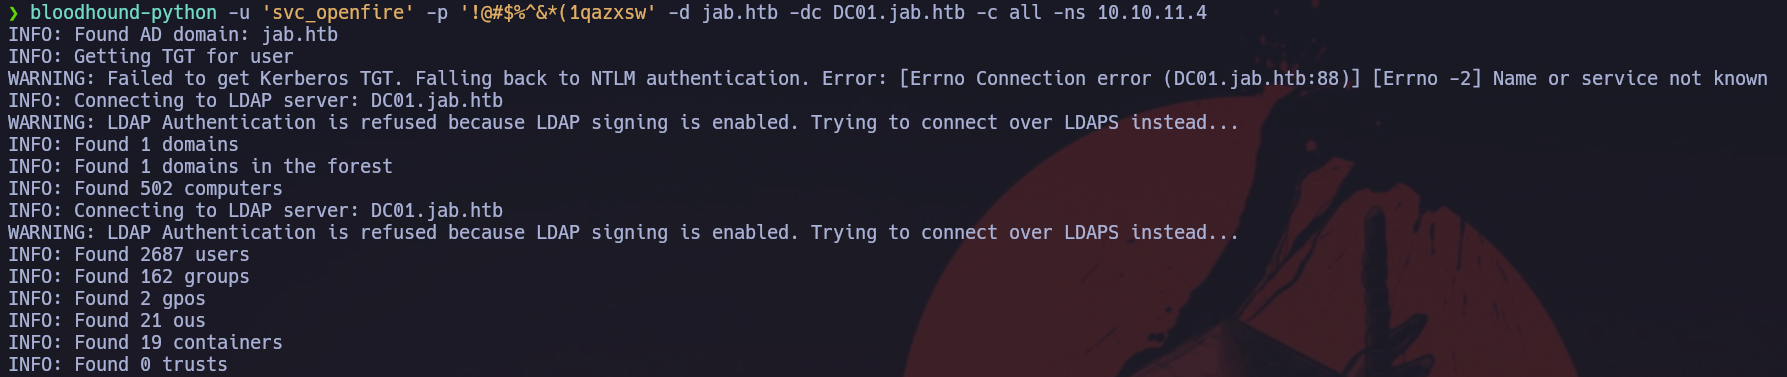 ❯ bloodhound-python -u 'svc_openfire' -p '!@#$%^&*(1qazxsw' -d jab.htb -dc DC01.jab.htb -c all -ns 10.10.11.4
INFO: Found AD domain: jab.htb
INFO: Getting TGT for user
WARNING: Failed to get Kerberos TGT. Falling back to NTLM authentication. Error: [Errno Connection error (DC01.jab.htb:88)] [Errno -2] Name or service not known
INFO: Connecting to LDAP server: DC01.jab.htb
WARNING: LDAP Authentication is refused because LDAP signing is enabled. Trying to connect over LDAPS instead...
INFO: Found 1 domains
INFO: Found 1 domains in the forest
INFO: Found 502 computers
INFO: Connecting to LDAP server: DC01.jab.htb
WARNING: LDAP Authentication is refused because LDAP signing is enabled. Trying to connect over LDAPS instead...
INFO: Found 2687 users
INFO: Found 162 groups
INFO: Found 2 gpos
INFO: Found 21 ous
INFO: Found 19 containers
INFO: Found 0 trusts